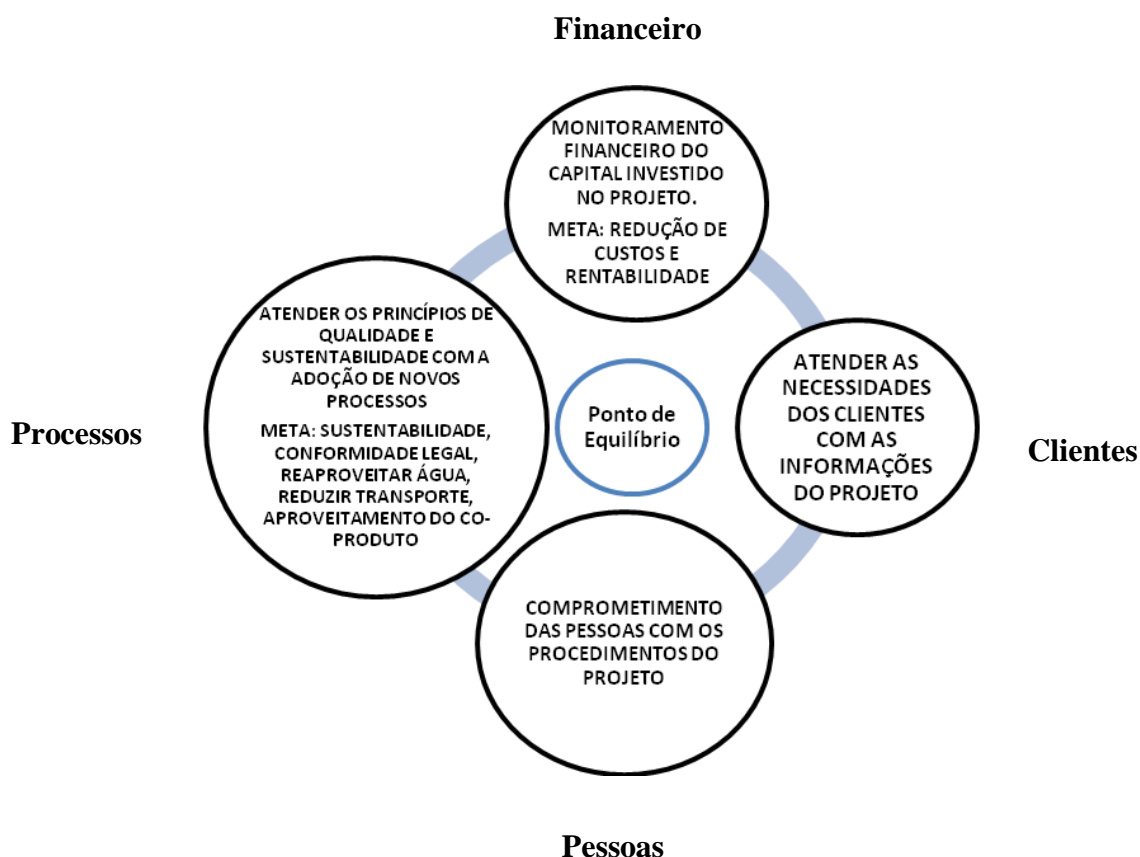 Financeiro
MONITORAMENTO
FINANCEIRO DO
CAPITAL INVESTIDO
NO PROJETO.
META: REDUÇÃO DE
CUSTOS E
RENTABILIDADE
Processos
ATENDER OS PRINCÍPIOS DE
QUALIDADE E
SUSTENTABILIDADE COM A
ADOÇÃO DE NOVOS
PROCESSOS
META: SUSTENTABILIDADE,
CONFORMIDADE LEGAL,
REAPROVEITAR ÁGUA,
REDUZIR TRANSPORTE,
APROVEITAMENTO DO CO-
PRODUTO
Ponto de
Equilíbrio
ATENDER AS
NECESSIDADES
DOS CLIENTES
COM AS
INFORMAÇÕES
DO PROJETO
Clientes
COMPROMETIMENTO
DAS PESSOAS COM OS
PROCEDIMENTOS DO
PROJETO
Pessoas